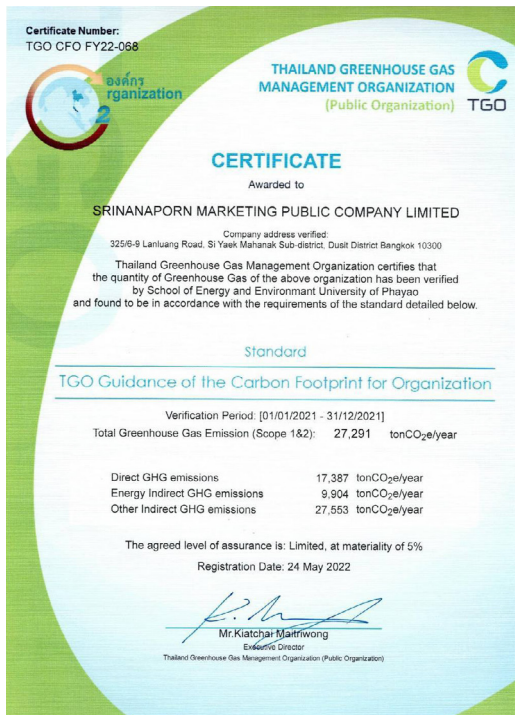 Certificate Number:
TGO CFO FY22-068
องค์กร
rganization
2
THAILAND GREENHOUSE GAS
MANAGEMENT ORGANIZATION
(Public Organization)
TGO
CERTIFICATE
Awarded to
SRINANAPORN MARKETING PUBLIC COMPANY LIMITED
Company address verified:
325/6-9 Lanluang Road, Si Yaek Mahanak Sub-district, Dusit District Bangkok 10300
Thailand Greenhouse Gas Management Organization certifies that
the quantity of Greenhouse Gas of the above organization has been verified
by School of Energy and Environmant University of Phayao
and found to be in accordance with the requirements of the standard detailed below.
Standard
TGO Guidance of the Carbon Footprint for Organization
Verification Period: [01/01/2021 - 31/12/2021]
Total Greenhouse Gas Emission (Scope 1&2): 27,291 tonCO₂e/year
Direct GHG emissions 17,387 tonCO₂e/year
Energy Indirect GHG emissions 9,904 tonCO₂e/year
Other Indirect GHG emissions 27,553 tonCO₂e/year
The agreed level of assurance is: Limited, at materiality of 5%
Registration Date: 24 May 2022
Mr.Kiatchai Maitriwong
Executive Director
Thailand Greenhouse Gas Management Organization (Public Organization)